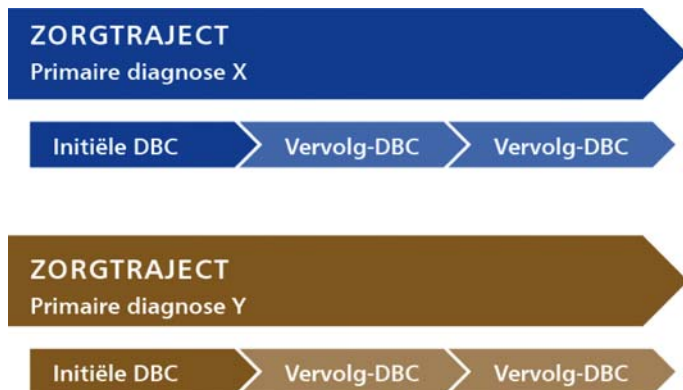 ZORGTRAJECT
Primaire diagnose X
Initiële DBC
Vervolg-DBC
Vervolg-DBC
ZORGTRAJECT
Primaire diagnose Y
Initiële DBC
Vervolg-DBC
Vervolg-DBC